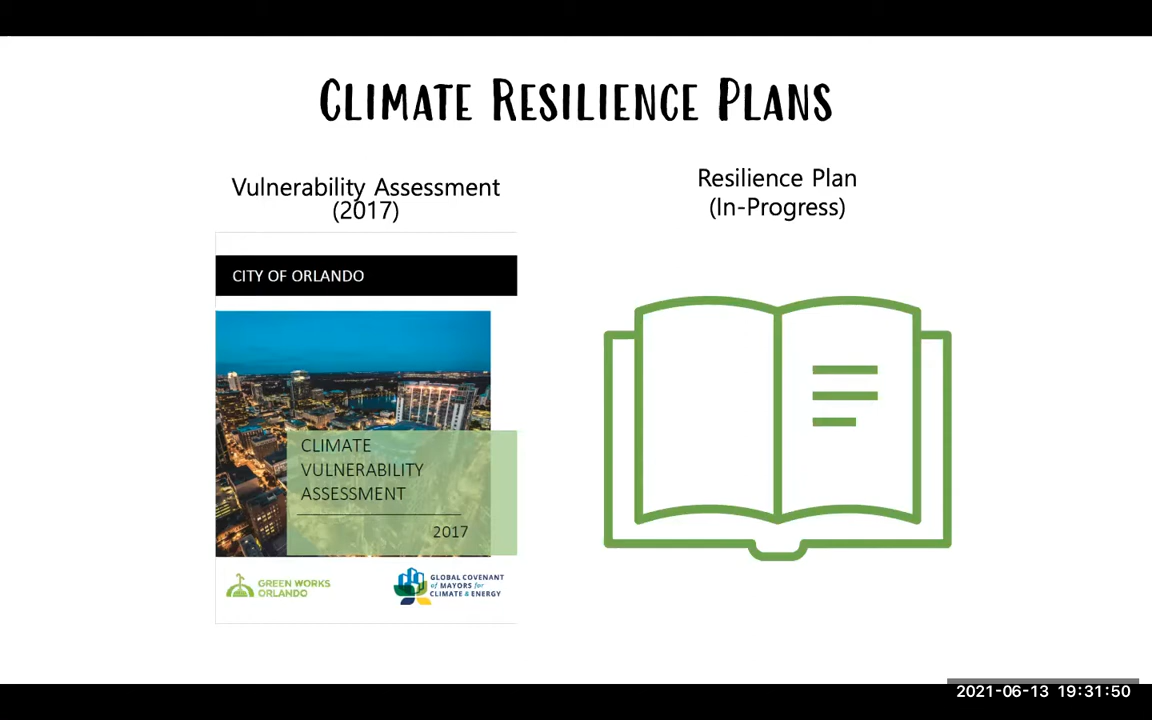 CLIMATE RESILIENCE PLANS
Vulnerability Assessment
(2017)
Resilience Plan
(In-Progress)
CITY OF ORLANDO
CLIMATE
VULNERABILITY
ASSESSMENT
2017
GREEN WORKS
ORLANDO
GLOBAL COVENANT
of MAYORS for
CLIMATE & ENERGY
2021-06-13 19:31:50